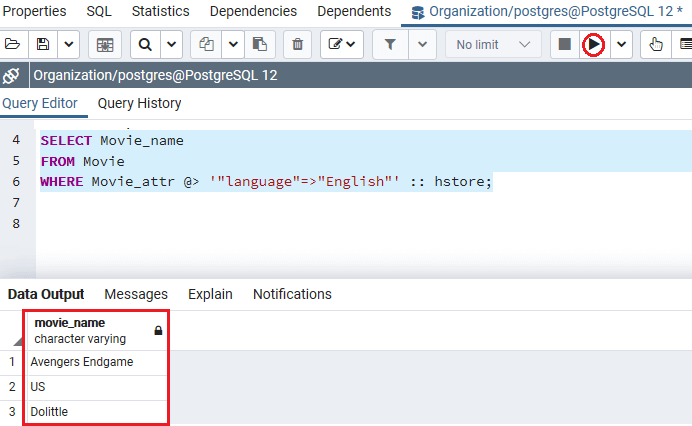 Properties SQL Statistics Dependencies Dependents Organization/postgres@PostgreSQL 12 *
No limit
Organization/postgres@PostgreSQL 12
Query Editor Query History
4 SELECT Movie_name
5 FROM Movie
6 WHERE Movie_attr @> '"language"=>"English"' :: hstore;
7
8
Data Output Messages Explain Notifications
movie_name
character varying
1 Avengers Endgame
2 US
3 Dolittle